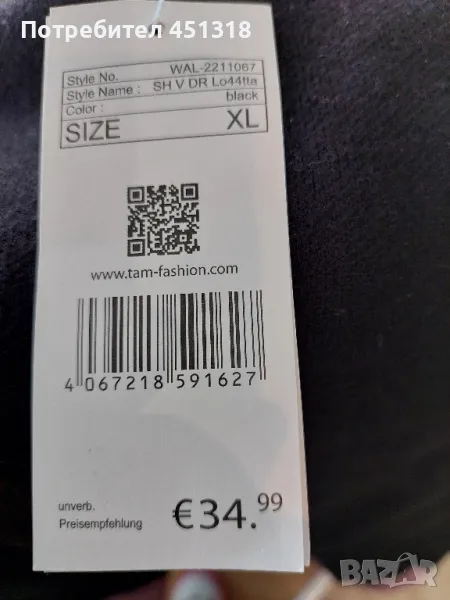 Потребител 451318
Style No. WAL-2211067
Style Name : SH V DR Lo44tta
Color : black
SIZE XL
www.tam-fashion.com
4 067218 591627
unverb.
Preisempfehlung €34.99
BAZAR